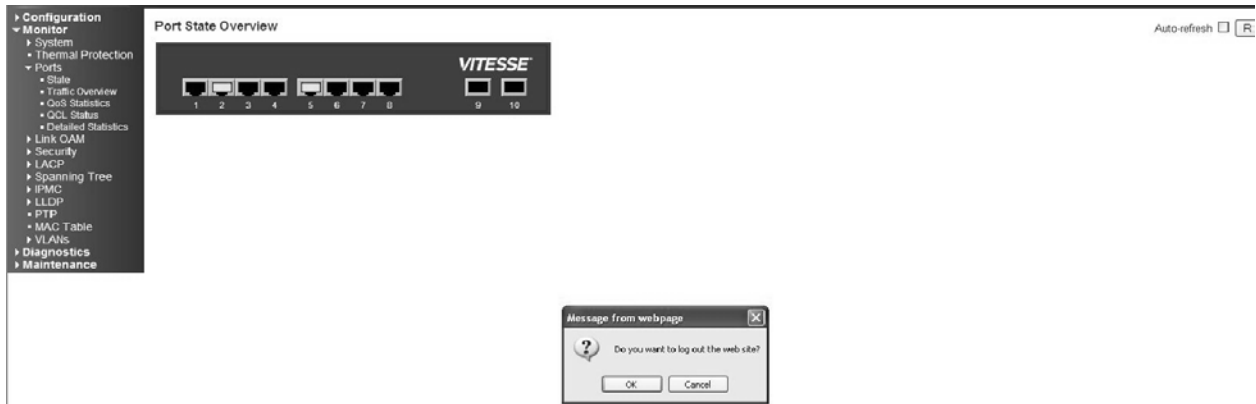 Configuration
Monitor
System
Thermal Protection
Ports
State
Traffic Overview
QoS Statistics
QCL Status
Detailed Statistics
Link OAM
Security
LACP
Spanning Tree
IPMC
LLDP
PTP
MAC Table
VLANs
Diagnostics
Maintenance
Port State Overview
Auto-refresh
VITESSE
1 2 3 4 5 6 7 8 9 10
Message from webpage
Do you want to log out the web site?
OK Cancel